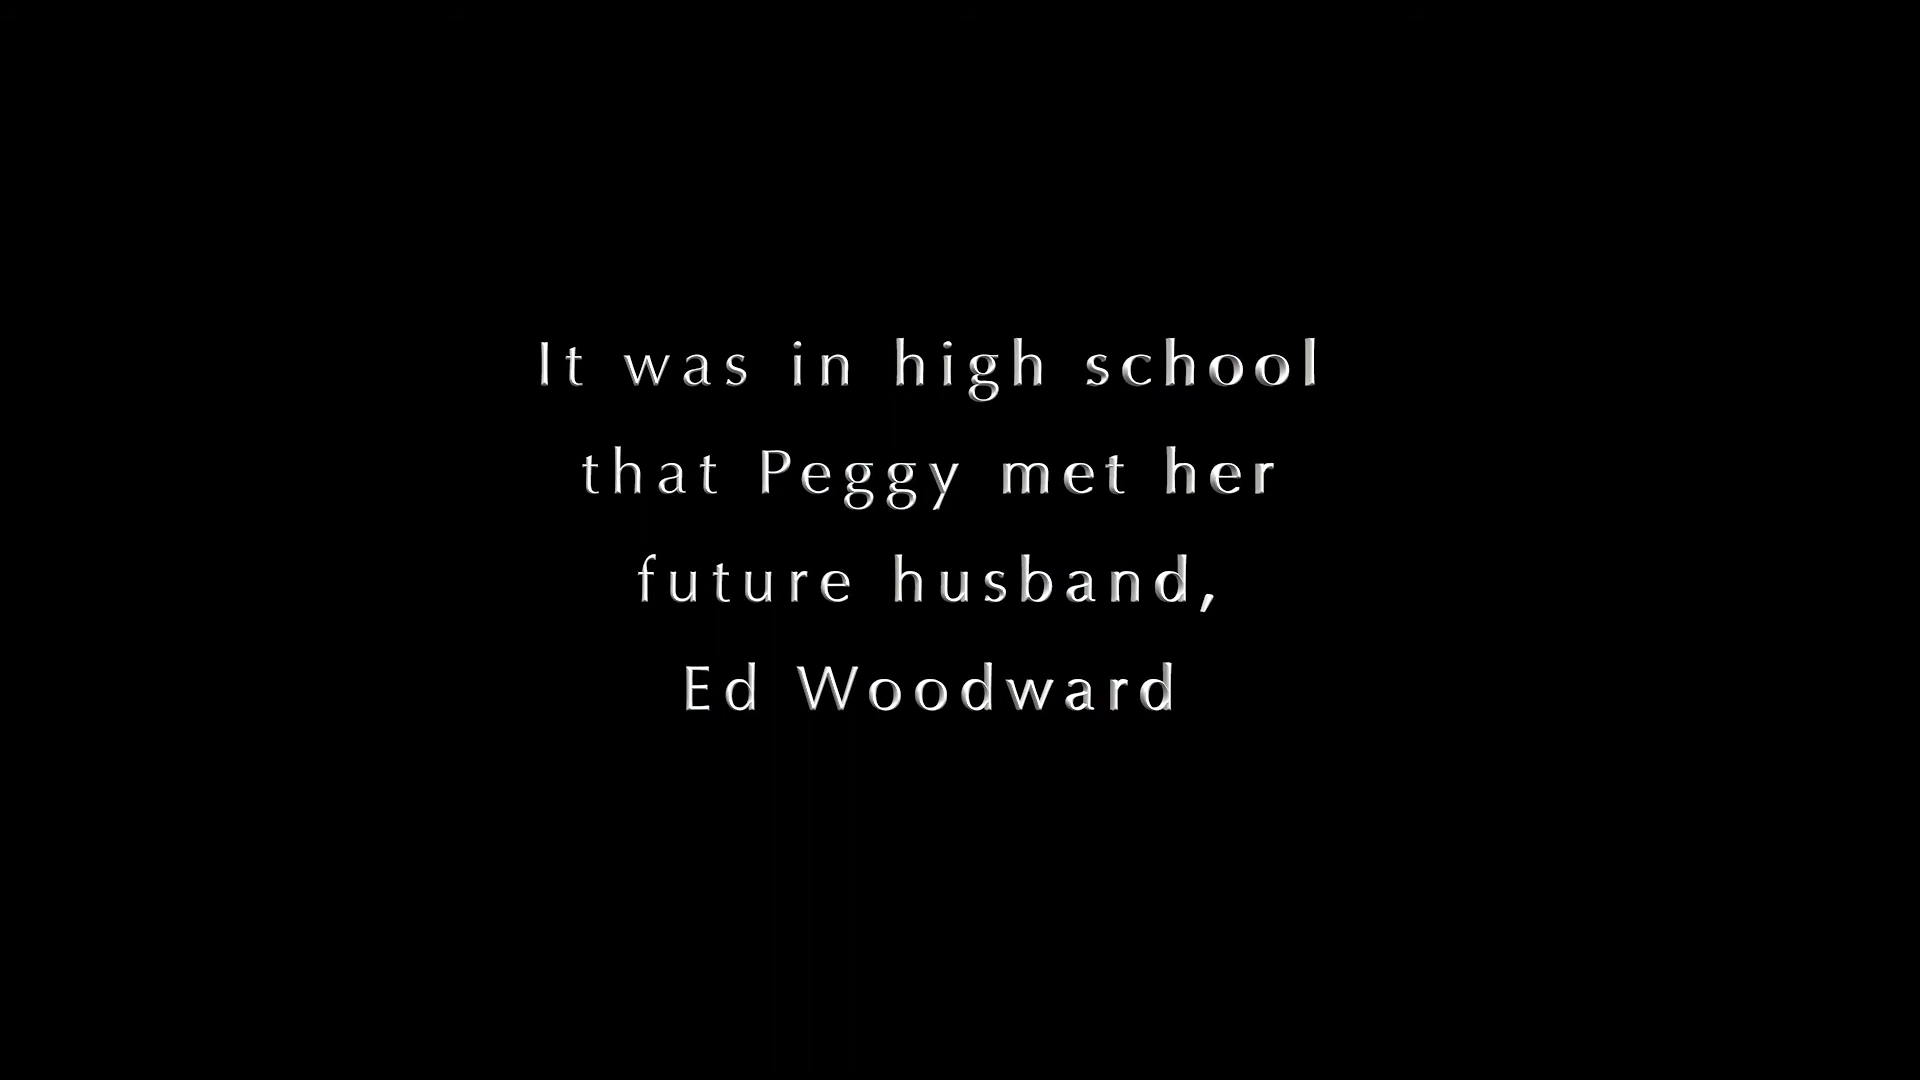 It was in high school
that Peggy met her
future husband,
Ed Woodward